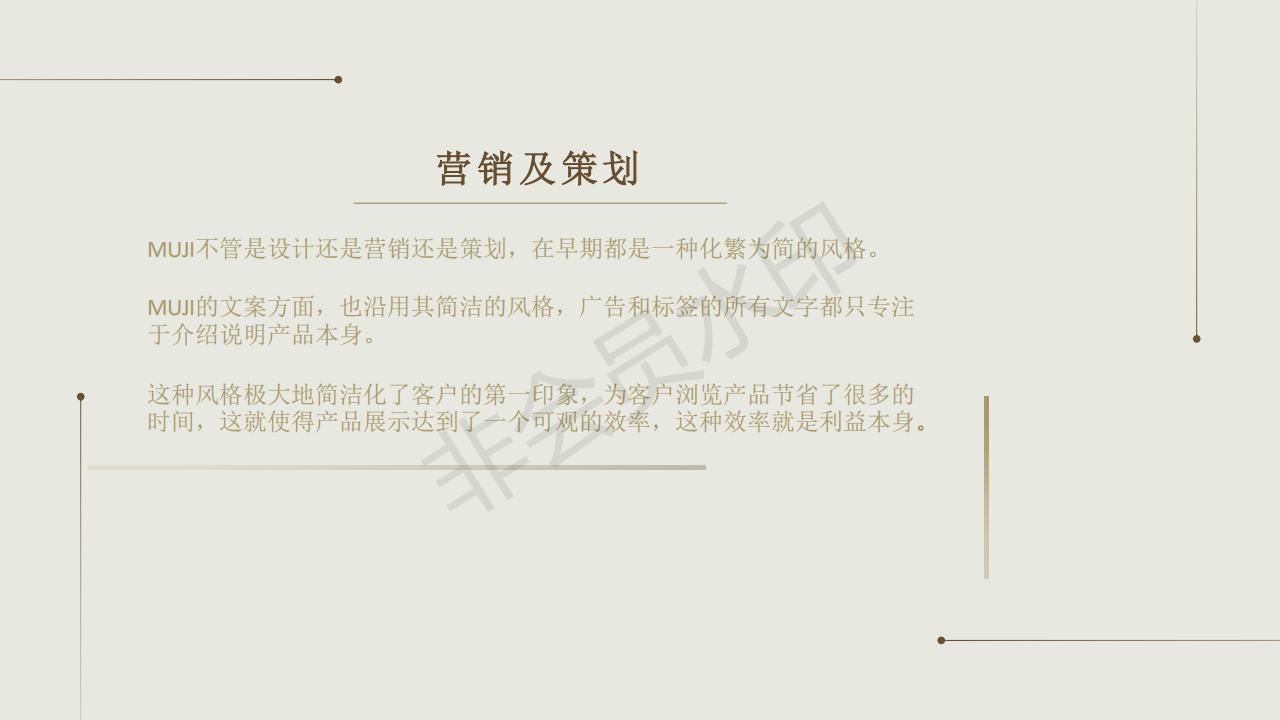 营销及策划
MUJI不管是设计还是营销还是策划，在早期都是一种化繁为简的风格。
MUJI的文案方面，也沿用其简洁的风格，广告和标签的所有文字都只专注
于介绍说明产品本身。
这种风格极大地简洁化了客户的第一印象，为客户浏览产品节省了很多的
时间，这就使得产品展示达到了一个可观的效率，这种效率就是利益本身。
非会员水印